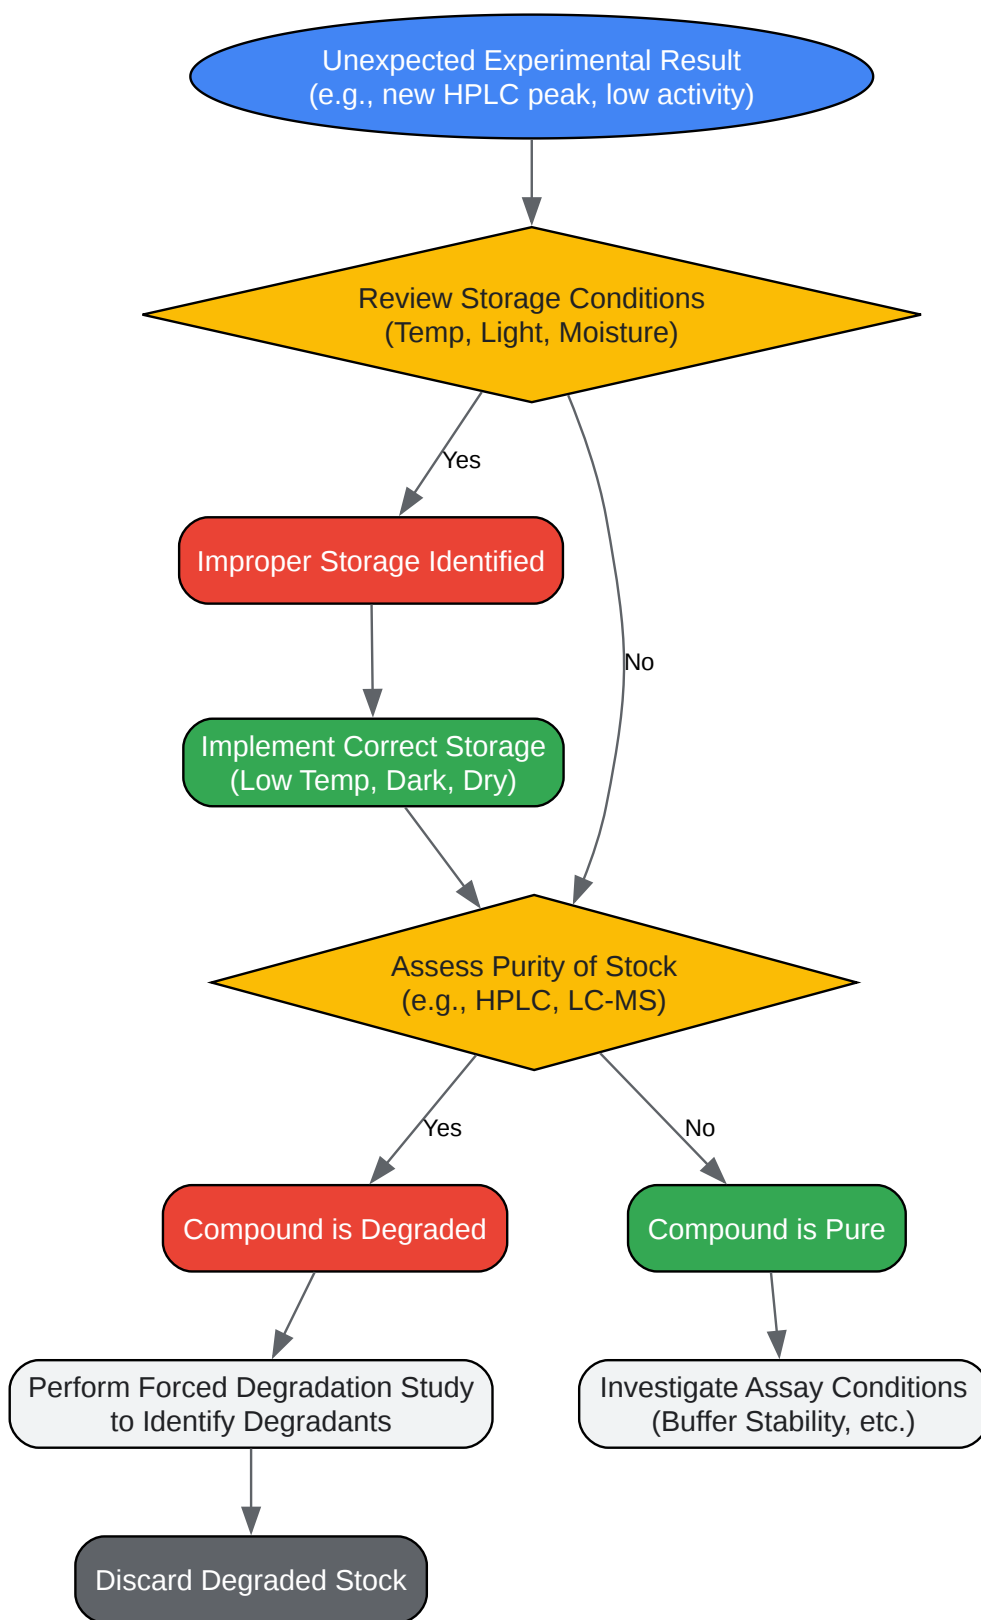 Unexpected Experimental Result
(e.g., new HPLC peak, low activity)
Review Storage Conditions
(Temp, Light, Moisture)
Yes
Improper Storage Identified
No
Implement Correct Storage
(Low Temp, Dark, Dry)
Assess Purity of Stock
(e.g., HPLC, LC-MS)
Yes
No
Compound is Degraded
Compound is Pure
Perform Forced Degradation Study
to Identify Degradants
Investigate Assay Conditions
(Buffer Stability, etc.)
Discard Degraded Stock